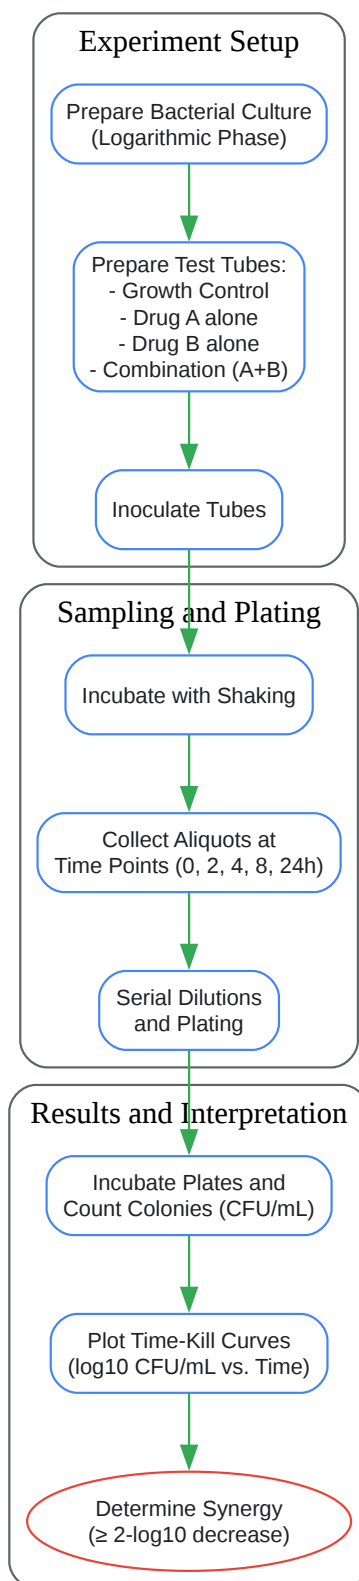 Experiment Setup
Prepare Bacterial Culture
(Logarithmic Phase)
Prepare Test Tubes:
- Growth Control
- Drug A alone
- Drug B alone
- Combination (A+B)
Inoculate Tubes
Sampling and Plating
Incubate with Shaking
Collect Aliquots at
Time Points (0, 2, 4, 8, 24h)
Serial Dilutions
and Plating
Results and Interpretation
Incubate Plates and
Count Colonies (CFU/mL)
Plot Time-Kill Curves
(log10 CFU/mL vs. Time)
Determine Synergy
(≥ 2-log10 decrease)